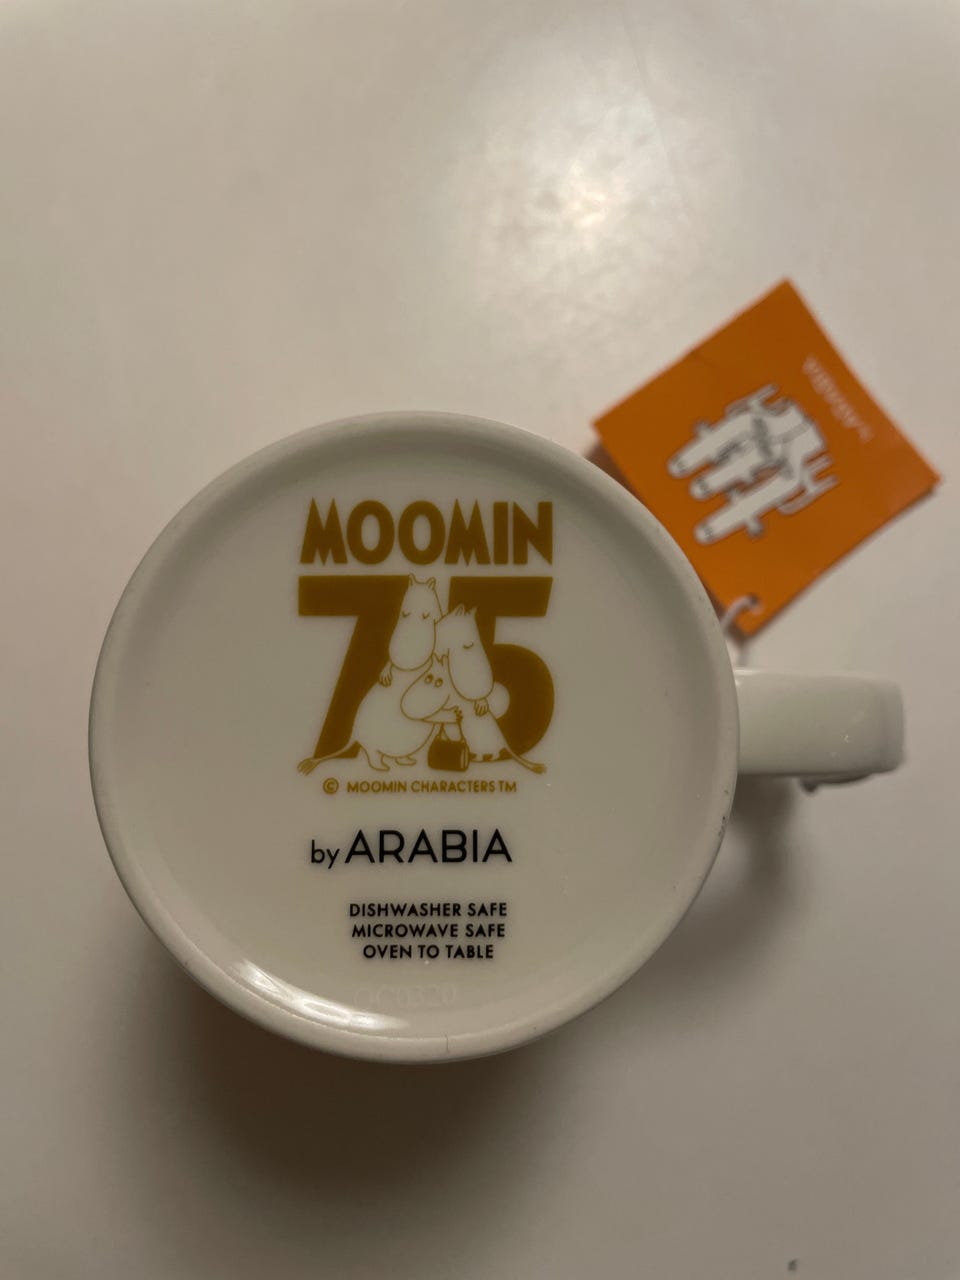 MOOMIN
75
© MOOMIN CHARACTERS TM
by ARABIA
DISHWASHER SAFE
MICROWAVE SAFE
OVEN TO TABLE